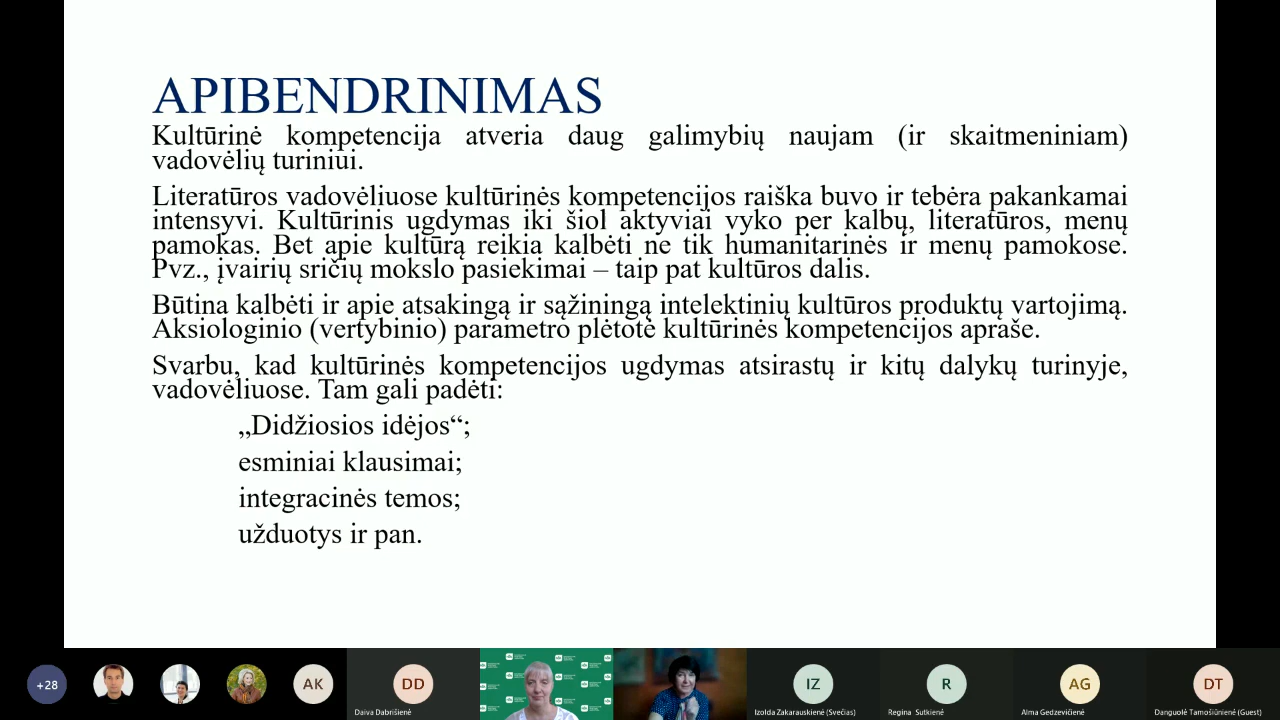 APIBENDRINIMAS
Kultūrinė kompetencija atveria daug galimybių naujam (ir skaitmeniniam)
vadovėlių turiniui.
Literatūros vadovėliuose kultūrinės kompetencijos raiška buvo ir tebėra pakankamai
intensyvi. Kultūrinis ugdymas iki šiol aktyviai vyko per kalbų, literatūros, menų
pamokas. Bet apie kultūrą reikia kalbėti ne tik humanitarinės ir menų pamokose.
Pvz., įvairių sričių mokslo pasiekimai – taip pat kultūros dalis.
Būtina kalbėti ir apie atsakingą ir sąžiningą intelektinių kultūros produktų vartojimą.
Aksiologinio (vertybinio) parametro plėtotė kultūrinės kompetencijos apraše.
Svarbu, kad kultūrinės kompetencijos ugdymas atsirastų ir kitų dalykų turinyje,
vadovėliuose. Tam gali padėti:
„Didžiosios idėjos“;
esminiai klausimai;
integracinės temos;
užduotys ir pan.
+28
AK
DD
IZ
R
AG
DT
Daiva Dabrišienė
Izolda Zakarauskienė (Svečias)
Regina Sutkienė
Alma Gedzevičienė
Danguolė Tamošiūnienė (Guest)